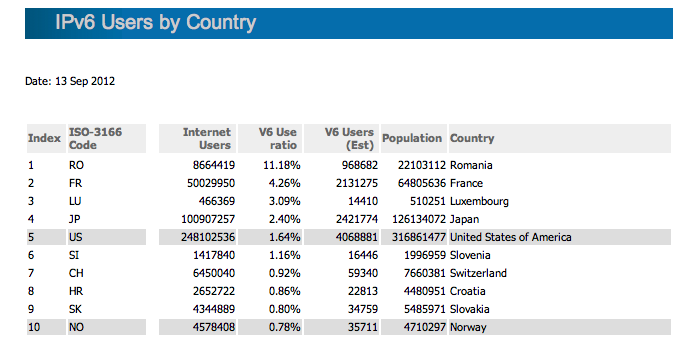 IPv6 Users by Country
Date: 13 Sep 2012
Index ISO-3166 Code Internet Users V6 Use ratio V6 Users (Est) Population Country
1 RO 8664419 11.18% 968682 22103112 Romania
2 FR 50029950 4.26% 2131275 64805636 France
3 LU 466369 3.09% 14410 510251 Luxembourg
4 JP 100907257 2.40% 2421774 126134072 Japan
5 US 248102536 1.64% 4068881 316861477 United States of America
6 SI 1417840 1.16% 16446 1996959 Slovenia
7 CH 6450040 0.92% 59340 7660381 Switzerland
8 HR 2652722 0.86% 22813 4480951 Croatia
9 SK 4344889 0.80% 34759 5485971 Slovakia
10 NO 4578408 0.78% 35711 4710297 Norway